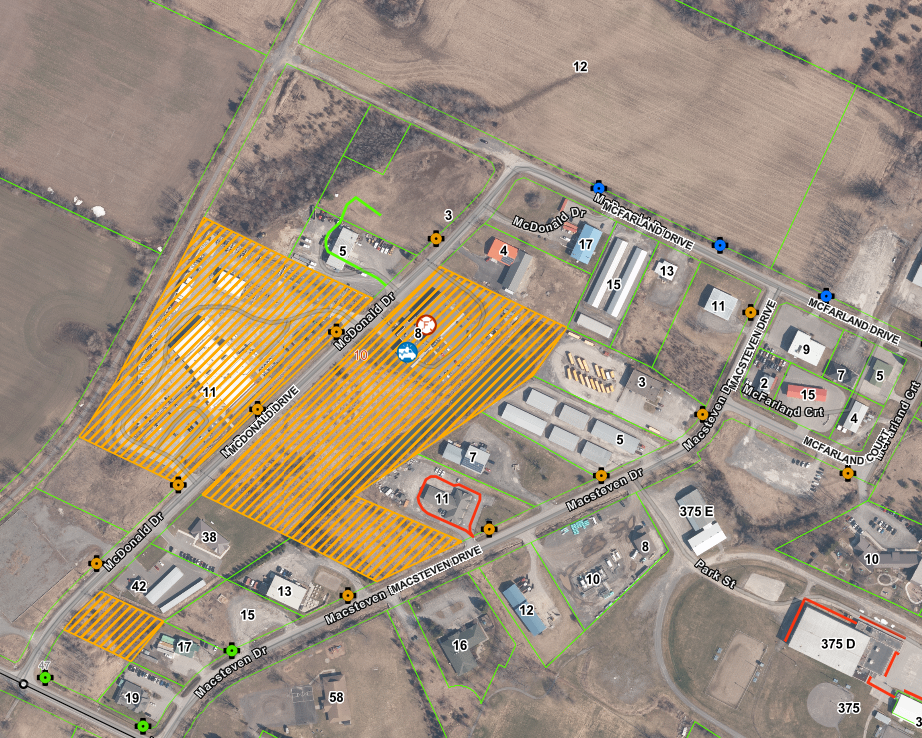 12
3
McDonald Dr
MCFARLAND DRIVE
17
4
5
15
13
11
McDonald Dr
F
8
10
MACSTEVEN DRIVE
MCFARLAND DRIVE
9
7
5
3
2
15
McFarland Crt
4
McFarland Crt
11
MCDONALD DRIVE
Macsteven Dr
5
MCFARLAND COURT
7
11
Macsteven Dr
375 E
McDonald Dr
38
8
10
10
MACSTEVEN DRIVE
Park St
42
13
Macsteven
15
12
17
16
375 D
47
Macsteven Dr
19
58
375
3